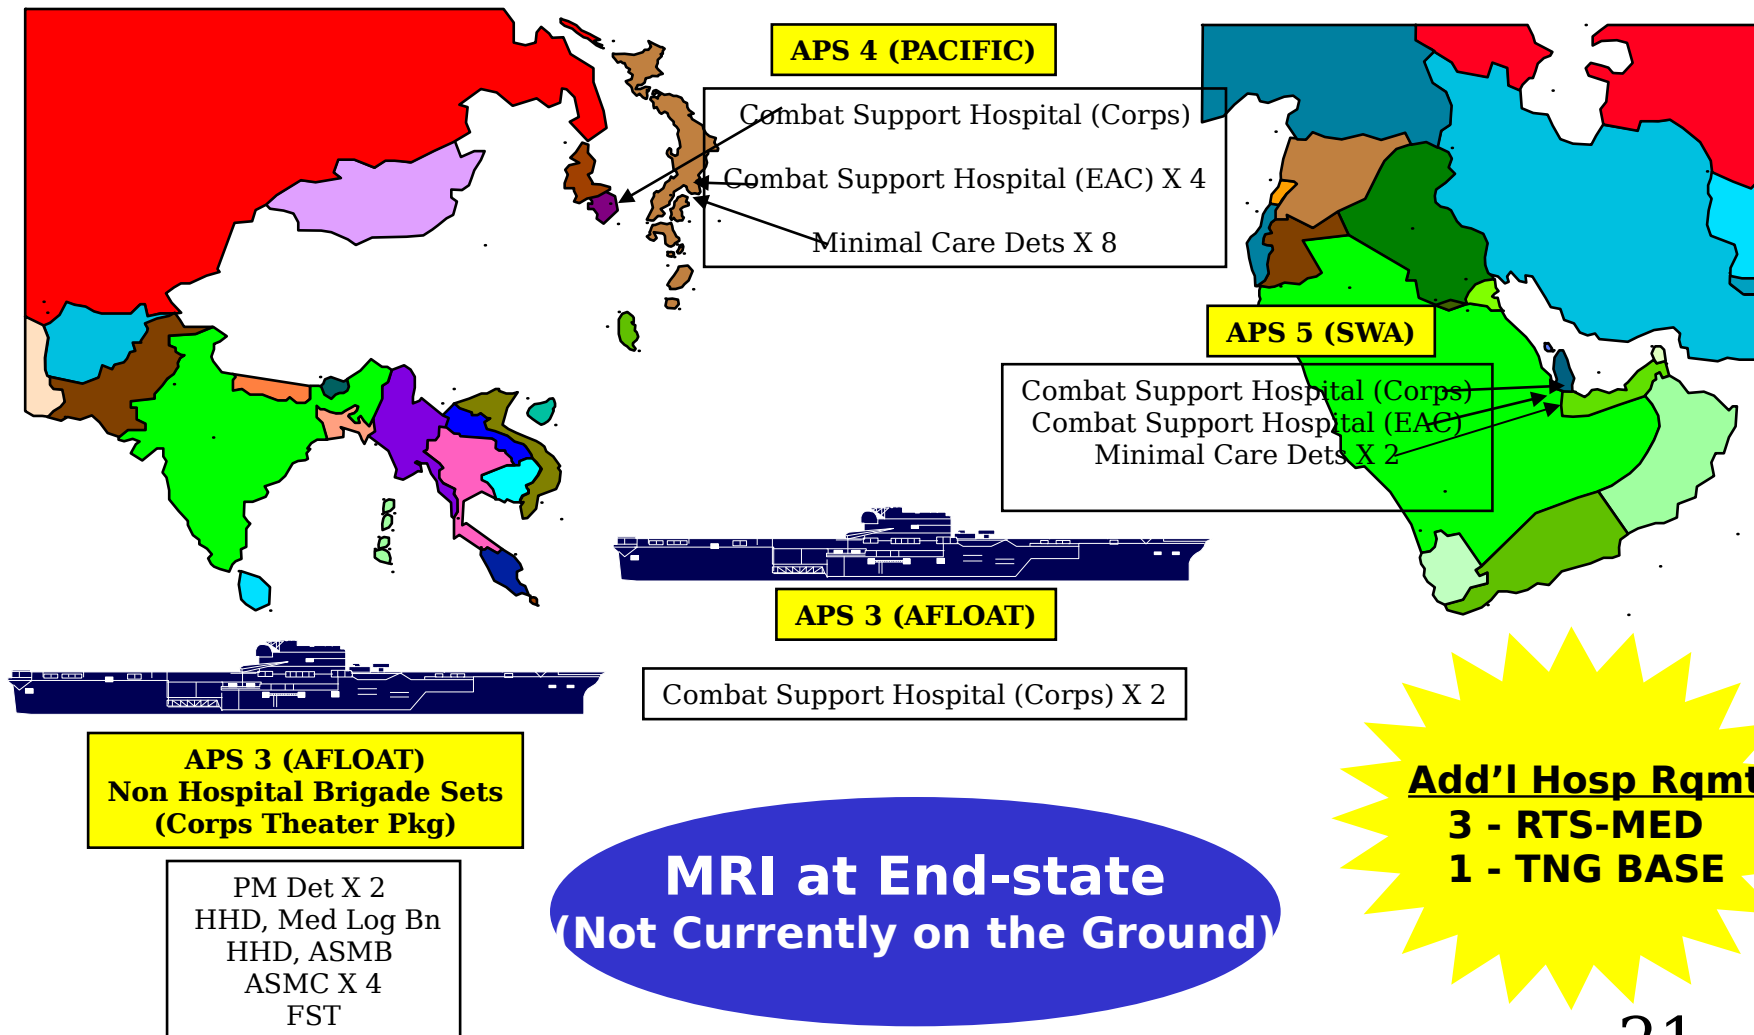 APS 4 (PACIFIC)
Combat Support Hospital (Corps)
Combat Support Hospital (EAC) X 4
Minimal Care Dets X 8
APS 5 (SWA)
Combat Support Hospital (Corps)
Combat Support Hospital (EAC)
Minimal Care Dets X 2
APS 3 (AFLOAT)
Combat Support Hospital (Corps) X 2
APS 3 (AFLOAT)
Non Hospital Brigade Sets
(Corps Theater Pkg)
PM Det X 2
HHD, Med Log Bn
HHD, ASMB
ASMC X 4
FST
MRI at End-state
(Not Currently on the Ground)
Add’l Hosp Rqmt
3 - RTS-MED
1 - TNG BASE
21